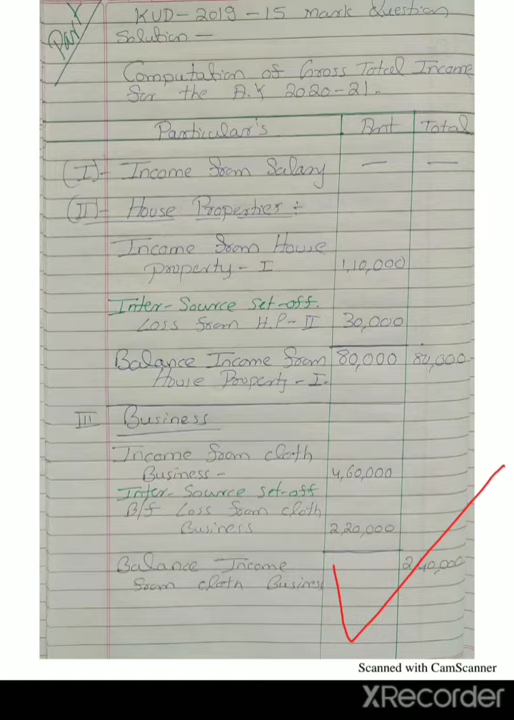 Part X
KUD-2019-15 mark Question
Solution -
Computation of Gross Total Income
for the A.Y 2020-21.
Particular's Amt Total
(I)- Income from Salary — —
(II)- House Properties :
Income from House
property - I 1,10,000
Inter-Source set-off.
Loss from H.P-II 30,000
Balance Income from 80,000 80,000
House Property - I.
III Business
Income from cloth
Business - 4,60,000
Inter-Source set-off
B/f Loss from cloth
Business 2,20,000
Balance Income 2,40,000
from cloth Busines
Scanned with CamScanner
XRecorder